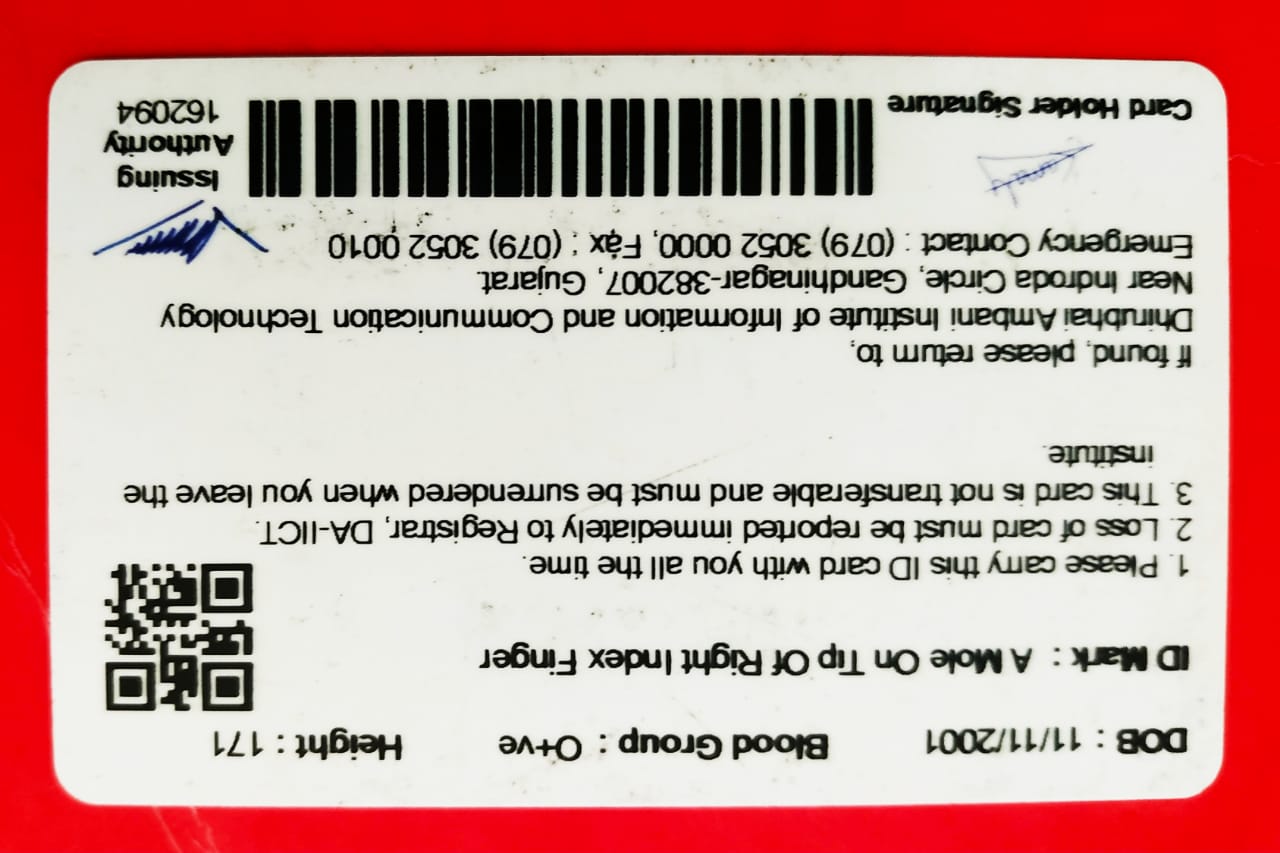 DOB : 11/11/2001 Blood Group : O+ve Height : 171
ID Mark : A Mole On Tip Of Right Index Finger
1. Please carry this ID card with you all the time.
2. Loss of card must be reported immediately to Registrar, DA-IICT.
3. This card is not transferable and must be surrendered when you leave the
institute.
If found, please return to,
Dhirubhai Ambani Institute of Information and Communication Technology
Near Indroda Circle, Gandhinagar-382007, Gujarat.
Emergency Contact : (079) 3052 0000, Fax : (079) 3052 0010
Card Holder Signature
Issuing
Authority
162094